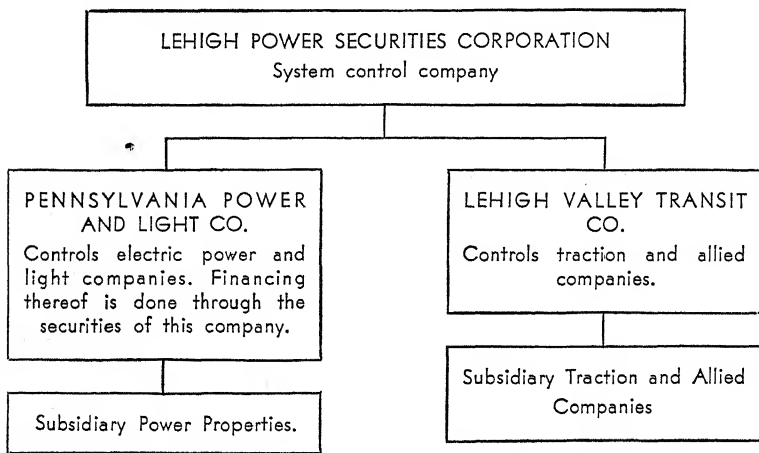 LEHIGH POWER SECURITIES CORPORATION
System control company
PENNSYLVANIA POWER
AND LIGHT CO.
Controls electric power and
light companies. Financing
thereof is done through the
securities of this company.
Subsidiary Power Properties.
LEHIGH VALLEY TRANSIT
CO.
Controls traction and allied
companies.
Subsidiary Traction and Allied
Companies